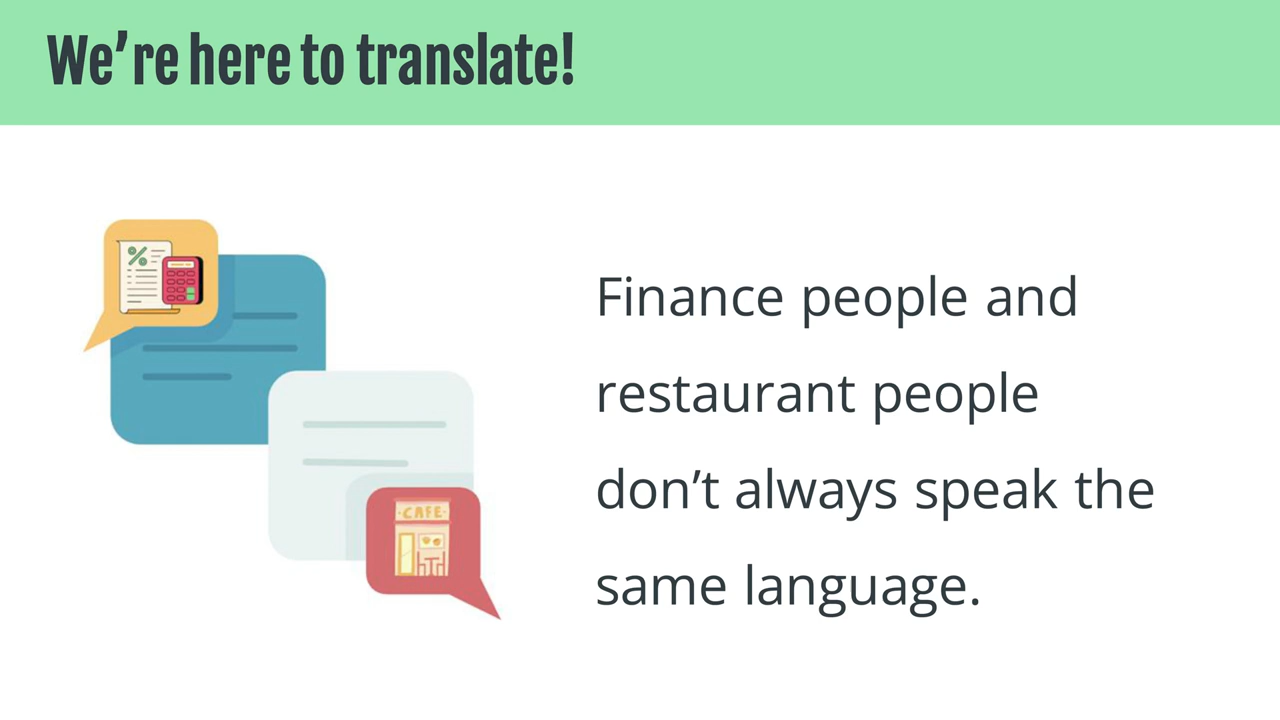 We’re here to translate!
%
CAFE
Finance people and
restaurant people
don’t always speak the
same language.